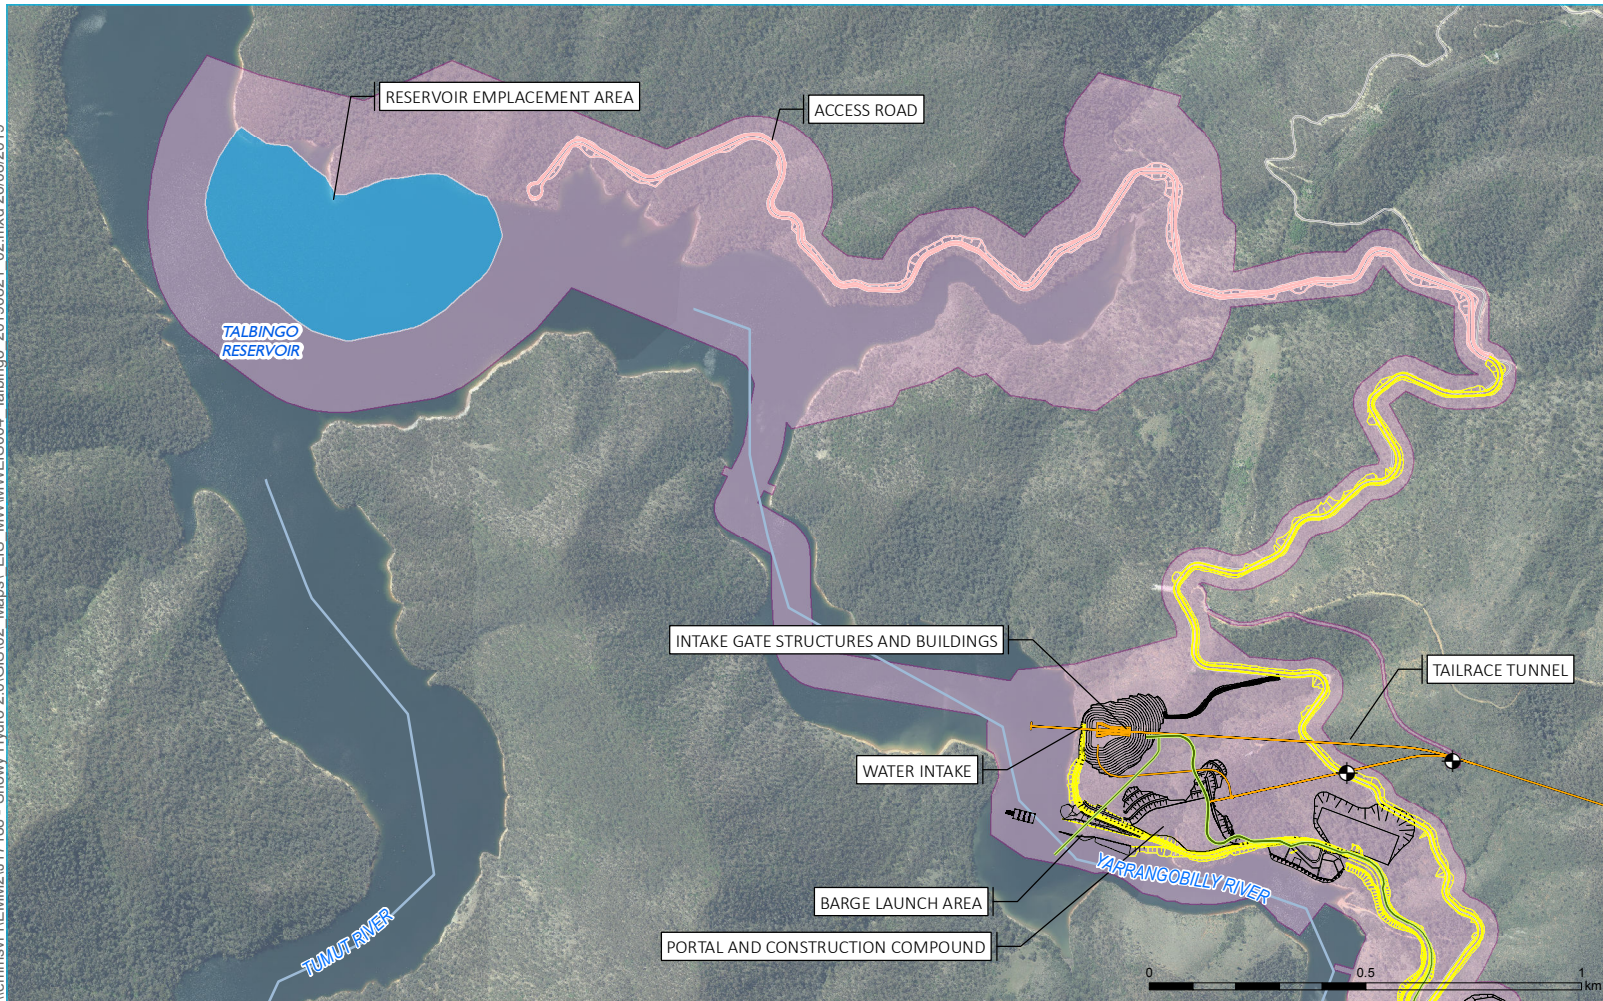 RESERVOIR EMPLACEMENT AREA
ACCESS ROAD
TALBINGO
RESERVOIR
INTAKE GATE STRUCTURES AND BUILDINGS
TAILRACE TUNNEL
WATER INTAKE
YARRANGOBILLY RIVER
BARGE LAUNCH AREA
TUMUT RIVER
PORTAL AND CONSTRUCTION COMPOUND
0 0.5 1
km